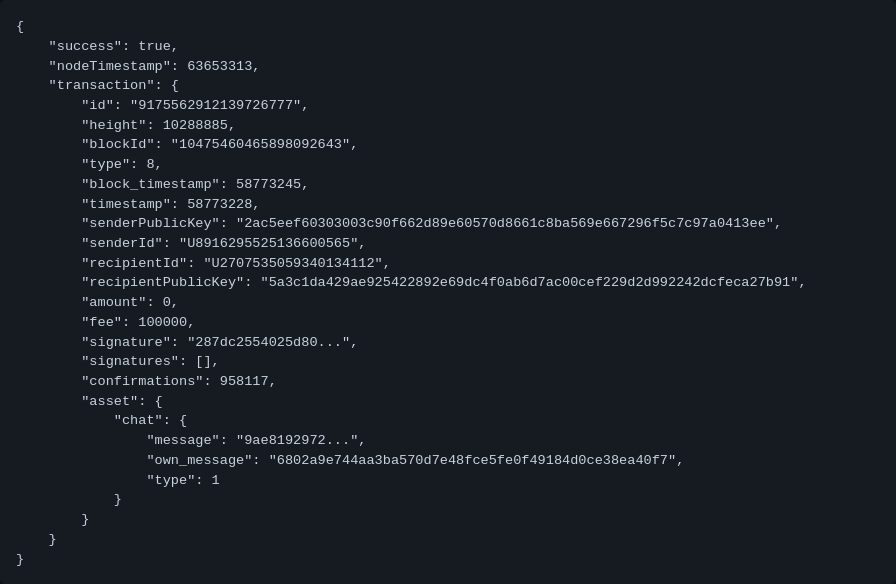 {
    "success": true,
    "nodeTimestamp": 63653313,
    "transaction": {
        "id": "9175562912139726777",
        "height": 10288885,
        "blockId": "10475460465898092643",
        "type": 8,
        "block_timestamp": 58773245,
        "timestamp": 58773228,
        "senderPublicKey": "2ac5eef60303003c90f662d89e60570d8661c8ba569e667296f5c7c97a0413ee",
        "senderId": "U8916295525136600565",
        "recipientId": "U2707535059340134112",
        "recipientPublicKey": "5a3c1da429ae925422892e69dc4f0ab6d7ac00cef229d2d992242dcfeca27b91",
        "amount": 0,
        "fee": 100000,
        "signature": "287dc2554025d80...",
        "signatures": [],
        "confirmations": 958117,
        "asset": {
            "chat": {
                "message": "9ae8192972...",
                "own_message": "6802a9e744aa3ba570d7e48fce5fe0f49184d0ce38ea40f7",
                "type": 1
            }
        }
    }
}